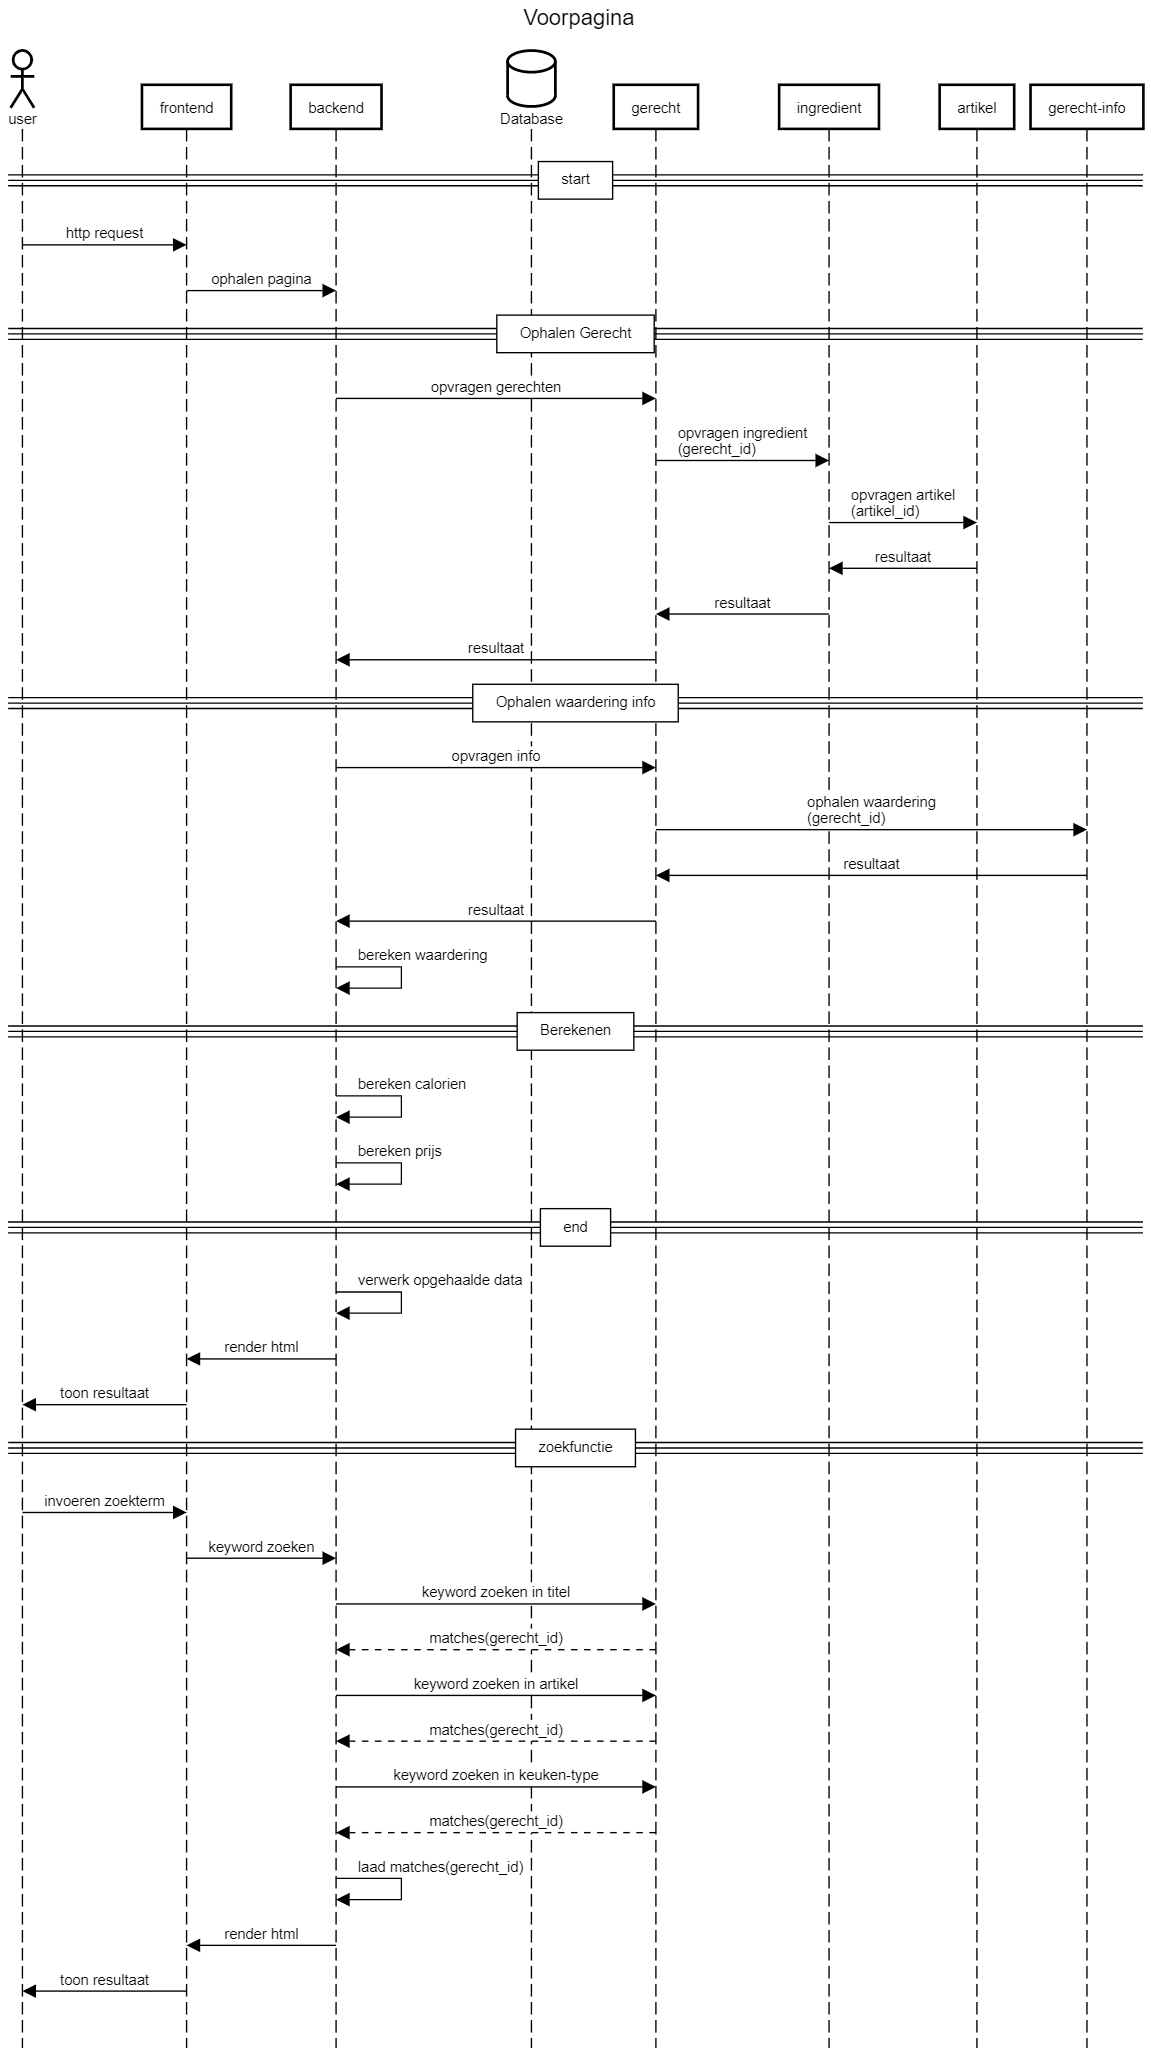 Voorpagina
user
frontend
backend
Database
gerecht
ingredient
artikel
gerecht-info
start
http request
ophalen pagina
Ophalen Gerecht
opvragen gerechten
opvragen ingredient
(gerecht_id)
opvragen artikel
(artikel_id)
resultaat
resultaat
resultaat
Ophalen waardering info
opvragen info
ophalen waardering
(gerecht_id)
resultaat
resultaat
bereken waardering
Berekenen
bereken calorien
bereken prijs
end
verwerk opgehaalde data
render html
toon resultaat
zoekfunctie
invoeren zoekterm
keyword zoeken
keyword zoeken in titel
matches(gerecht_id)
keyword zoeken in artikel
matches(gerecht_id)
keyword zoeken in keuken-type
matches(gerecht_id)
laad matches(gerecht_id)
render html
toon resultaat